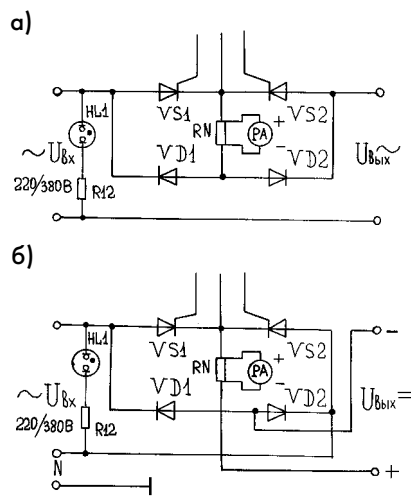 а)
HL1
VS1
VS2
RN
PA
+
−
VD1
VD2
~Uвх
220/380В
R12
Uвых~
б)
HL1
VS1
VS2
RN
PA
+
−
VD1
VD2
−
~Uвх
220/380В
R12
Uвых=
N
+